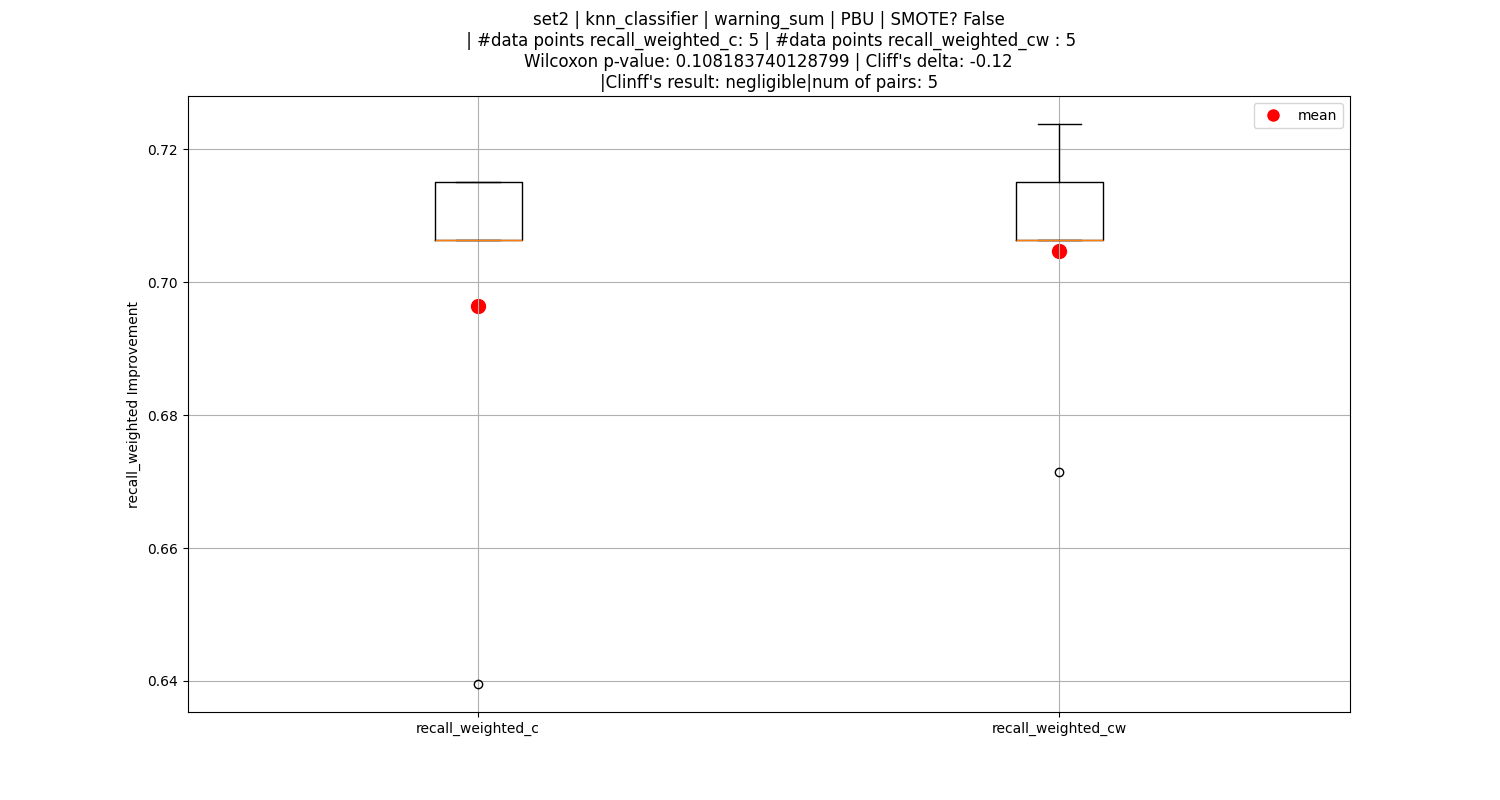 set2 | knn_classifier | warning_sum | PBU | SMOTE? False
| #data points recall_weighted_c: 5 | #data points recall_weighted_cw : 5
Wilcoxon p-value: 0.108183740128799 | Cliff's delta: -0.12
|Clinff's result: negligible|num of pairs: 5
mean
0.72
0.70
0.68
0.66
0.64
recall_weighted Improvement
recall_weighted_c
recall_weighted_cw